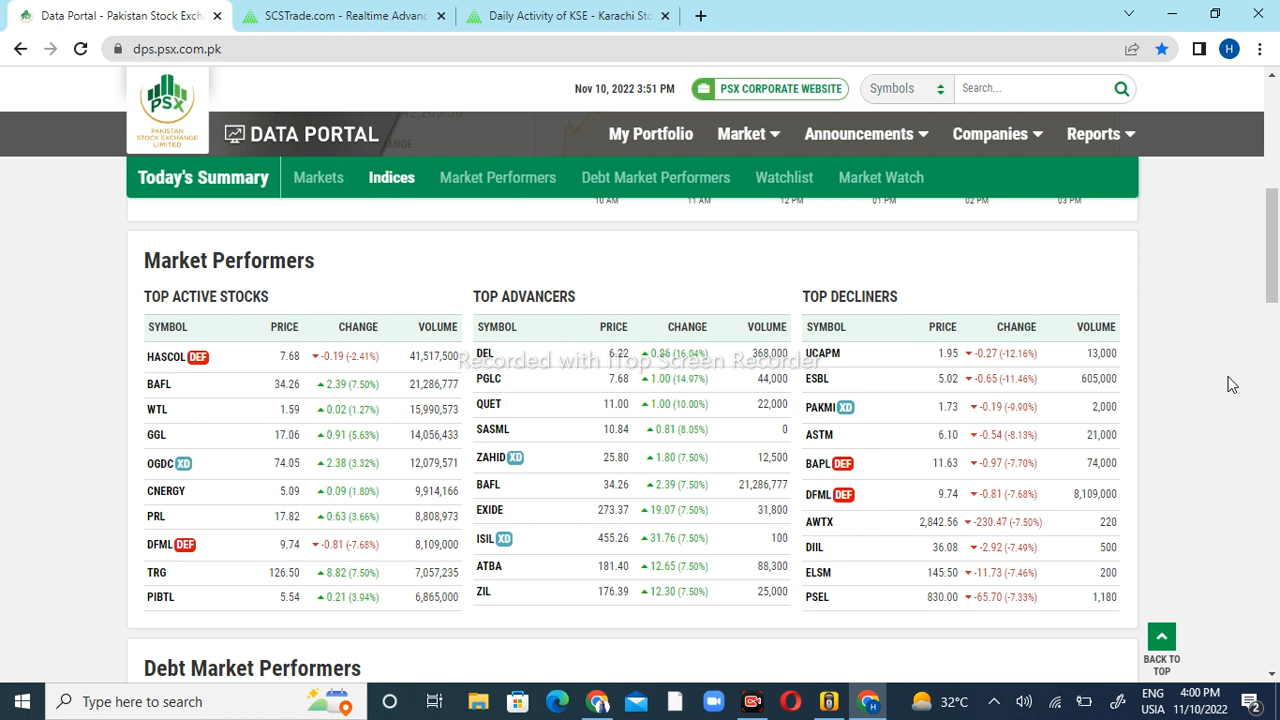 Data Portal - Pakistan Stock Exch
SCSTrade.com - Realtime Advanc
Daily Activity of KSE - Karachi Sto
dps.psx.com.pk
H
PSX
PAKISTAN
STOCK EXCHANGE
LIMITED
Nov 10, 2022 3:51 PM
PSX CORPORATE WEBSITE
Symbols
Search...
DATA PORTAL
My Portfolio
Market
Announcements
Companies
Reports
Today's Summary
Markets
Indices
Market Performers
Debt Market Performers
Watchlist
Market Watch
10 AM 11 AM 12 PM 01 PM 02 PM 03 PM
Market Performers
TOP ACTIVE STOCKS
SYMBOL PRICE CHANGE VOLUME
HASCOL DEF 7.68 -0.19 (-2.41%) 41,517,500
BAFL 34.26 2.39 (7.50%) 21,286,777
WTL 1.59 0.02 (1.27%) 15,990,573
GGL 17.06 0.91 (5.63%) 14,056,433
OGDC XD 74.05 2.38 (3.32%) 12,079,571
CNERGY 5.09 0.09 (1.80%) 9,914,166
PRL 17.82 0.63 (3.66%) 8,808,973
DFML DEF 9.74 -0.81 (-7.68%) 8,109,000
TRG 126.50 8.82 (7.50%) 7,057,235
PIBTL 5.54 0.21 (3.94%) 6,865,000
TOP ADVANCERS
SYMBOL PRICE CHANGE VOLUME
DEL 6.22 0.86 (16.04%) 368,000
PGLC 7.68 1.00 (14.97%) 44,000
QUET 11.00 1.00 (10.00%) 22,000
SASML 10.84 0.81 (8.05%) 0
ZAHID XD 25.80 1.80 (7.50%) 12,500
BAFL 34.26 2.39 (7.50%) 21,286,777
EXIDE 273.37 19.07 (7.50%) 31,800
ISIL XD 455.26 31.76 (7.50%) 100
ATBA 181.40 12.65 (7.50%) 88,300
ZIL 176.39 12.30 (7.50%) 25,000
TOP DECLINERS
SYMBOL PRICE CHANGE VOLUME
UCAPM 1.95 -0.27 (-12.16%) 13,000
ESBL 5.02 -0.65 (-11.46%) 605,000
PAKMI XD 1.73 -0.19 (-9.90%) 2,000
ASTM 6.10 -0.54 (-8.13%) 21,000
BAPL DEF 11.63 -0.97 (-7.70%) 74,000
DFML DEF 9.74 -0.81 (-7.68%) 8,109,000
AWTX 2,842.56 -230.47 (-7.50%) 220
DIIL 36.08 -2.92 (-7.49%) 500
ELSM 145.50 -11.73 (-7.46%) 200
PSEL 830.00 -65.70 (-7.33%) 1,180
Recorded with iTop Screen Recorder
BACK TO
TOP
Debt Market Performers
Type here to search
32°C
ENG
USIA
4:00 PM
11/10/2022
2